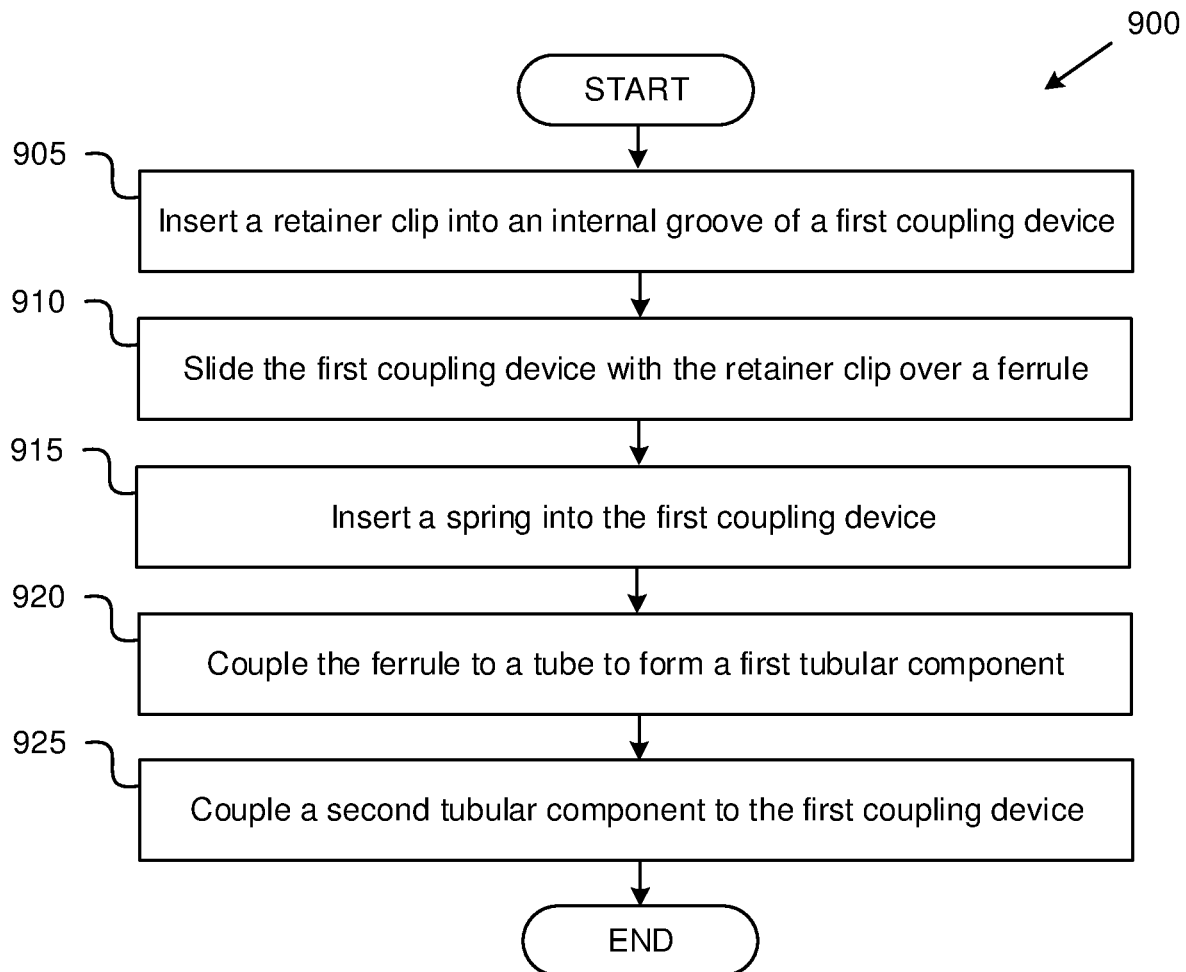 900
START
905
Insert a retainer clip into an internal groove of a first coupling device
910
Slide the first coupling device with the retainer clip over a ferrule
915
Insert a spring into the first coupling device
920
Couple the ferrule to a tube to form a first tubular component
925
Couple a second tubular component to the first coupling device
END